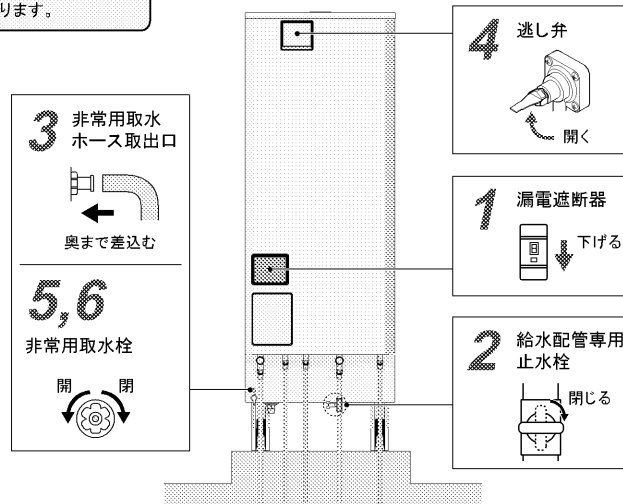 ります。
3 非常用取水
ホース取出口
奥まで差込む
5,6
非常用取水栓
開 閉
4 逃し弁
開く
1 漏電遮断器
下げる
2 給水配管専用
止水栓
閉じる